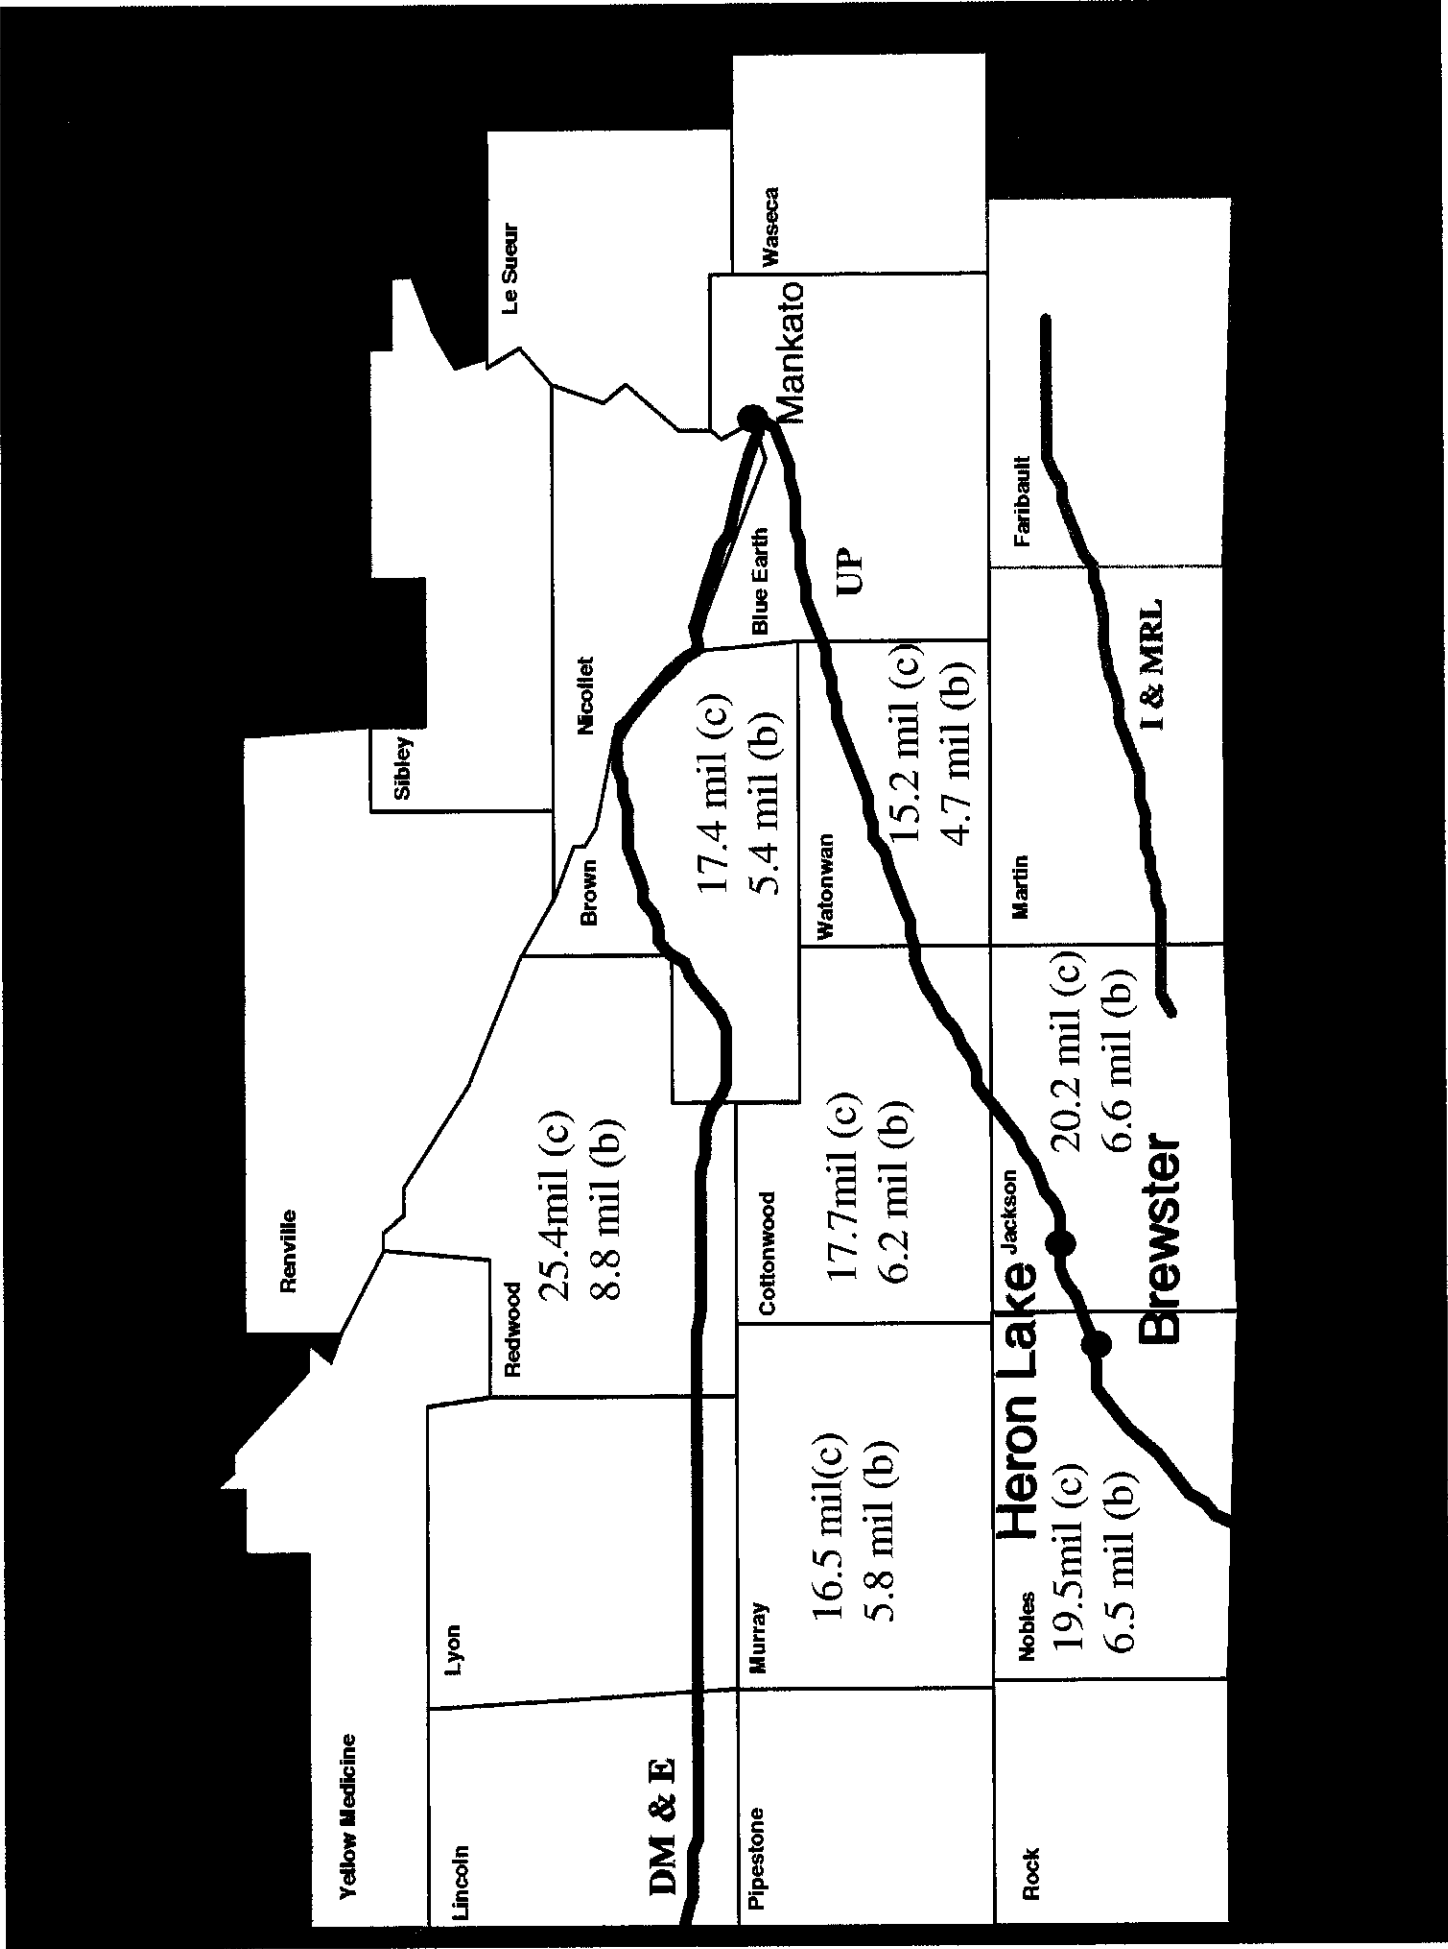 Yellow Medicine
Renville
Sibley
Lincoln
Lyon
Redwood
25.4mil (c)
8.8 mil (b)
Brown
Nicollet
Le Sueur
DM & E
17.4 mil (c)
5.4 mil (b)
Pipestone
Murray
16.5 mil(c)
5.8 mil (b)
Cottonwood
17.7mil (c)
6.2 mil (b)
Watonwan
15.2 mil (c)
4.7 mil (b)
Blue Earth
UP
Mankato
Waseca
Rock
Nobles
19.5mil (c)
6.5 mil (b)
Heron Lake
Jackson
20.2 mil (c)
6.6 mil (b)
Brewster
Martin
I & MRL
Faribault